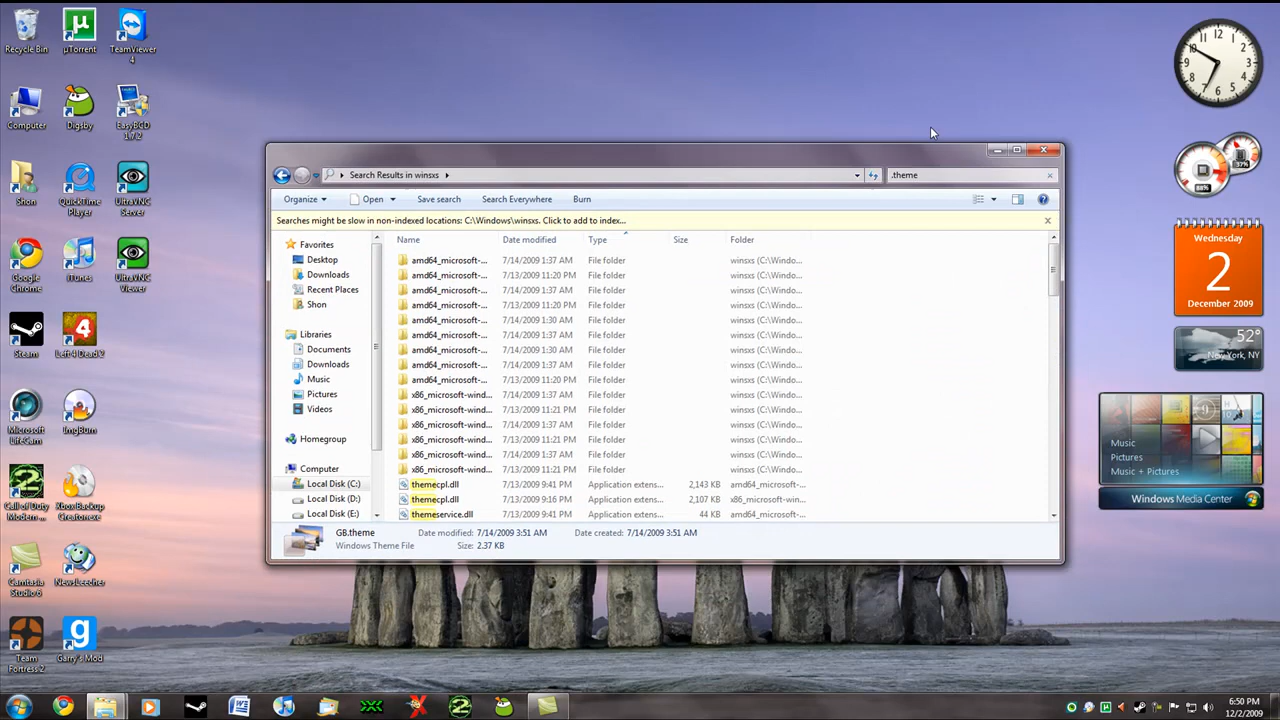 Recycle Bin
µTorrent
TeamViewer
4
Computer
Digsby
EasyBCD
1.7.2
Shon
QuickTime
Player
UltraVNC
Server
Google
Chrome
iTunes
UltraVNC
Viewer
Steam
Left 4 Dead 2
Microsoft
LifeCam
ImgBurn
Call of Duty
Modern
Xbox Backup
Creator.exe
Camtasia
Studio 6
NewsLeecher
Team
Fortress 2
Garry's Mod
Search Results in winsxs
.theme
Organize
Open
Save search
Search Everywhere
Burn
Searches might be slow in non-indexed locations: C:\Windows\winsxs. Click to add to index...
Favorites
Desktop
Downloads
Recent Places
Shon
Libraries
Documents
Downloads
Music
Pictures
Videos
Homegroup
Computer
Local Disk (C:)
Local Disk (D:)
Local Disk (E:)
Name Date modified Type Size Folder
amd64_microsoft-... 7/14/2009 1:37 AM File folder winsxs (C:\Windo...
amd64_microsoft-... 7/13/2009 11:20 PM File folder winsxs (C:\Windo...
amd64_microsoft-... 7/14/2009 1:37 AM File folder winsxs (C:\Windo...
amd64_microsoft-... 7/13/2009 11:20 PM File folder winsxs (C:\Windo...
amd64_microsoft-... 7/14/2009 1:30 AM File folder winsxs (C:\Windo...
amd64_microsoft-... 7/14/2009 1:37 AM File folder winsxs (C:\Windo...
amd64_microsoft-... 7/14/2009 1:30 AM File folder winsxs (C:\Windo...
amd64_microsoft-... 7/14/2009 1:37 AM File folder winsxs (C:\Windo...
amd64_microsoft-... 7/13/2009 11:20 PM File folder winsxs (C:\Windo...
x86_microsoft-wind... 7/14/2009 1:37 AM File folder winsxs (C:\Windo...
x86_microsoft-wind... 7/13/2009 11:21 PM File folder winsxs (C:\Windo...
x86_microsoft-wind... 7/14/2009 1:37 AM File folder winsxs (C:\Windo...
x86_microsoft-wind... 7/13/2009 11:21 PM File folder winsxs (C:\Windo...
x86_microsoft-wind... 7/14/2009 1:37 AM File folder winsxs (C:\Windo...
x86_microsoft-wind... 7/13/2009 11:21 PM File folder winsxs (C:\Windo...
themecpl.dll 7/13/2009 9:41 PM Application extens... 2,143 KB amd64_microsoft-...
themecpl.dll 7/13/2009 9:16 PM Application extens... 2,107 KB x86_microsoft-win...
themeservice.dll 7/13/2009 9:41 PM Application extens... 44 KB amd64_microsoft-...
GB.theme Date modified: 7/14/2009 3:51 AM Date created: 7/14/2009 3:51 AM
Windows Theme File Size: 2.37 KB
12
1
2
3
4
5
6
7
8
9
10
11
88%
37%
Wednesday
2
December 2009
52°
New York, NY
Music
Pictures
Music + Pictures
Windows Media Center
6:50 PM
12/2/2009